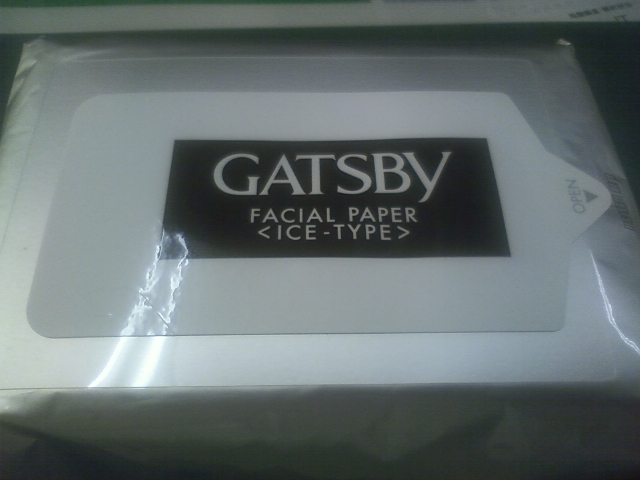 GATSBY
FACIAL PAPER
<ICE-TYPE>
OPEN